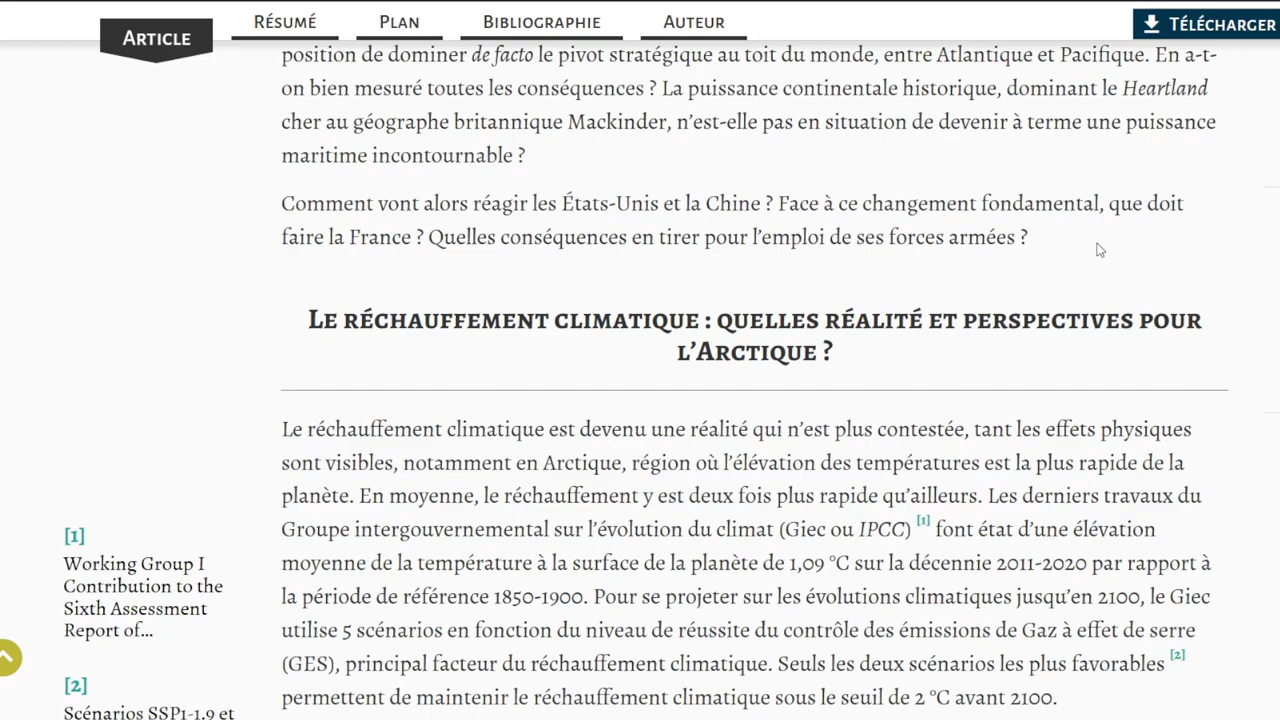 ARTICLE
RÉSUMÉ
PLAN
BIBLIOGRAPHIE
AUTEUR
TÉLÉCHARGER
position de dominer de facto le pivot stratégique au toit du monde, entre Atlantique et Pacifique. En a-t-
on bien mesuré toutes les conséquences ? La puissance continentale historique, dominant le Heartland
cher au géographe britannique Mackinder, n’est-elle pas en situation de devenir à terme une puissance
maritime incontournable ?
Comment vont alors réagir les États-Unis et la Chine ? Face à ce changement fondamental, que doit
faire la France ? Quelles conséquences en tirer pour l’emploi de ses forces armées ?
LE RÉCHAUFFEMENT CLIMATIQUE : QUELLES RÉALITÉ ET PERSPECTIVES POUR
L’ARCTIQUE ?
Le réchauffement climatique est devenu une réalité qui n’est plus contestée, tant les effets physiques
sont visibles, notamment en Arctique, région où l’élévation des températures est la plus rapide de la
planète. En moyenne, le réchauffement y est deux fois plus rapide qu’ailleurs. Les derniers travaux du
Groupe intergouvernemental sur l’évolution du climat (Giec ou IPCC) [1] font état d’une élévation
moyenne de la température à la surface de la planète de 1,09 °C sur la décennie 2011-2020 par rapport à
la période de référence 1850-1900. Pour se projeter sur les évolutions climatiques jusqu’en 2100, le Giec
utilise 5 scénarios en fonction du niveau de réussite du contrôle des émissions de Gaz à effet de serre
(GES), principal facteur du réchauffement climatique. Seuls les deux scénarios les plus favorables [2]
permettent de maintenir le réchauffement climatique sous le seuil de 2 °C avant 2100.
[1]
Working Group I
Contribution to the
Sixth Assessment
Report of...
[2]
Scénarios SSP1-1.9 et